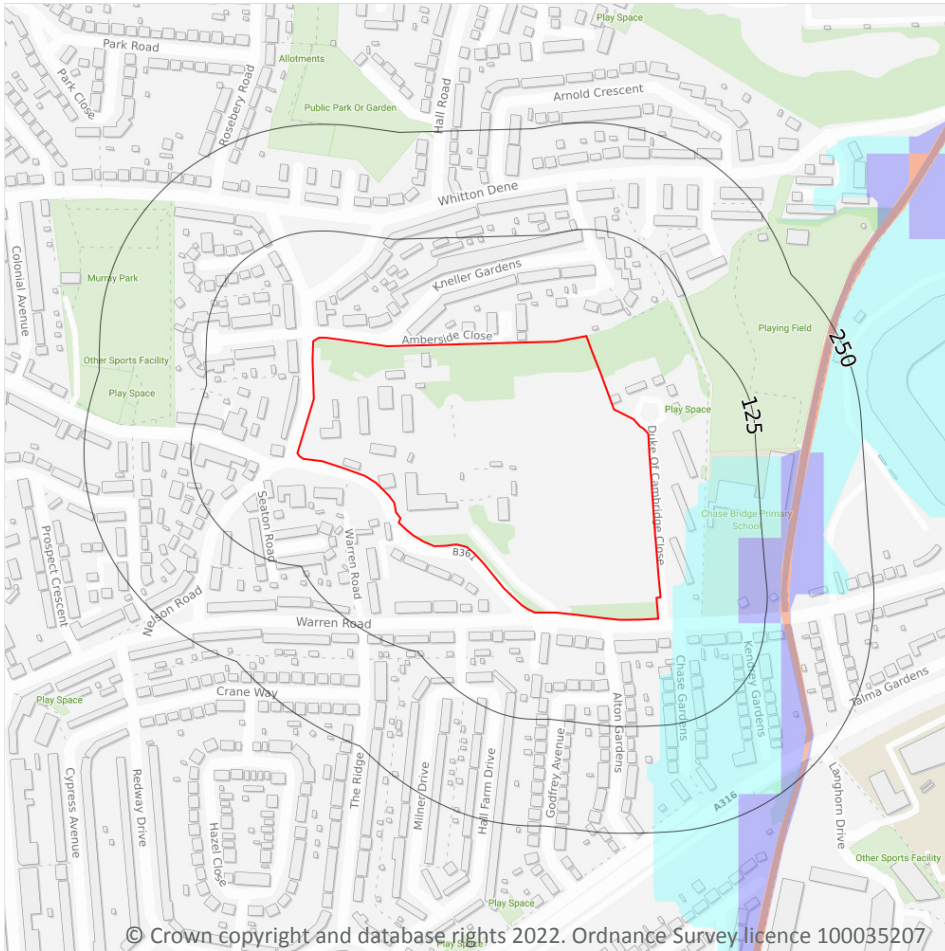 Play Space
Park Road
Allotments
Park Close
Rosebery Road
Public Park Or Garden
Hall Road
Arnold Crescent
Whitton Dene
Colonial Avenue
Murray Park
Kneller Gardens
Amberside Close
Playing Field
250
Other Sports Facility
Play Space
125
Play Space
Duke Of Cambridge Close
Chase Bridge Primary
School
Seaton Road
Warren Road
B361
Prospect Crescent
Nelson Road
Warren Road
Kendrey Gardens
Chase Gardens
Talma Gardens
Crane Way
Play Space
Alton Gardens
The Ridge
Godfrey Avenue
Milner Drive
Hall Farm Drive
Cypress Avenue
Redway Drive
Hazel Close
A316
Langhorn Drive
Other Sports Facility
Play Space
Play Space
© Crown copyright and database rights 2022. Ordnance Survey licence 100035207